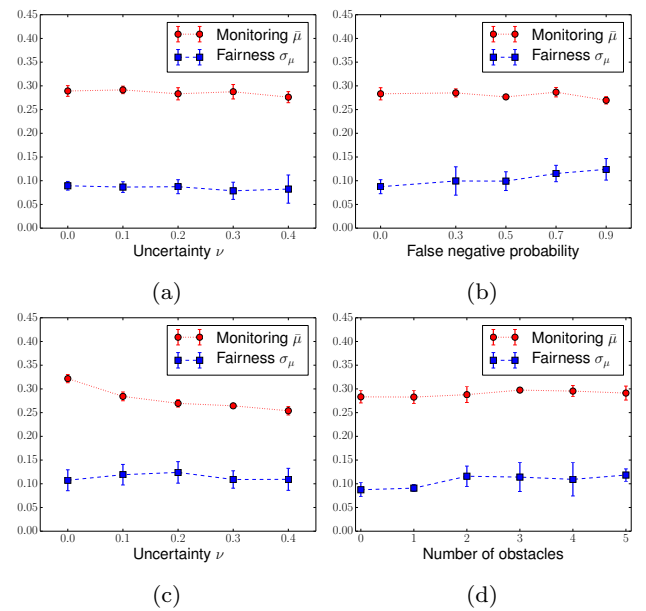 0.45
0.40
0.35
0.30
0.25
0.20
0.15
0.10
0.05
0.00
Monitoring μ̄
Fairness σμ
0.0 0.1 0.2 0.3 0.4
Uncertainty ν
(a)
0.45
0.40
0.35
0.30
0.25
0.20
0.15
0.10
0.05
0.00
Monitoring μ̄
Fairness σμ
0.0 0.3 0.5 0.7 0.9
False negative probability
(b)
0.45
0.40
0.35
0.30
0.25
0.20
0.15
0.10
0.05
0.00
Monitoring μ̄
Fairness σμ
0.0 0.1 0.2 0.3 0.4
Uncertainty ν
(c)
0.45
0.40
0.35
0.30
0.25
0.20
0.15
0.10
0.05
0.00
Monitoring μ̄
Fairness σμ
0 1 2 3 4 5
Number of obstacles
(d)